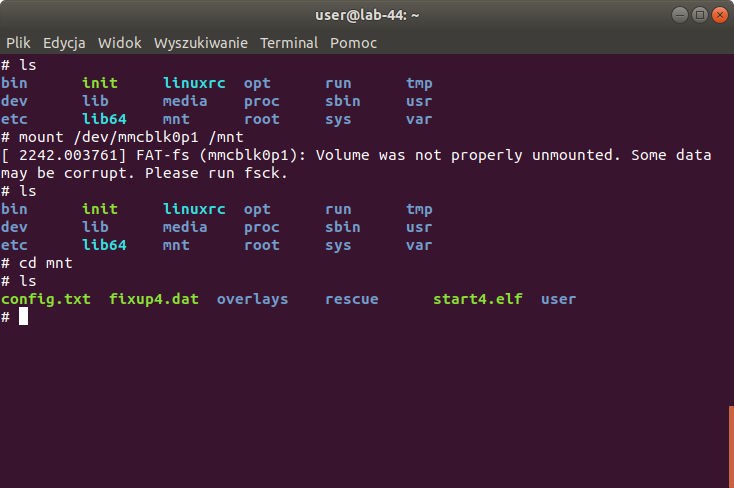 user@lab-44: ~
Plik Edycja Widok Wyszukiwanie Terminal Pomoc
# ls
bin init linuxrc opt run tmp
dev lib media proc sbin usr
etc lib64 mnt root sys var
# mount /dev/mmcblk0p1 /mnt
[ 2242.003761] FAT-fs (mmcblk0p1): Volume was not properly unmounted. Some data
may be corrupt. Please run fsck.
# ls
bin init linuxrc opt run tmp
dev lib media proc sbin usr
etc lib64 mnt root sys var
# cd mnt
# ls
config.txt fixup4.dat overlays rescue start4.elf user
#